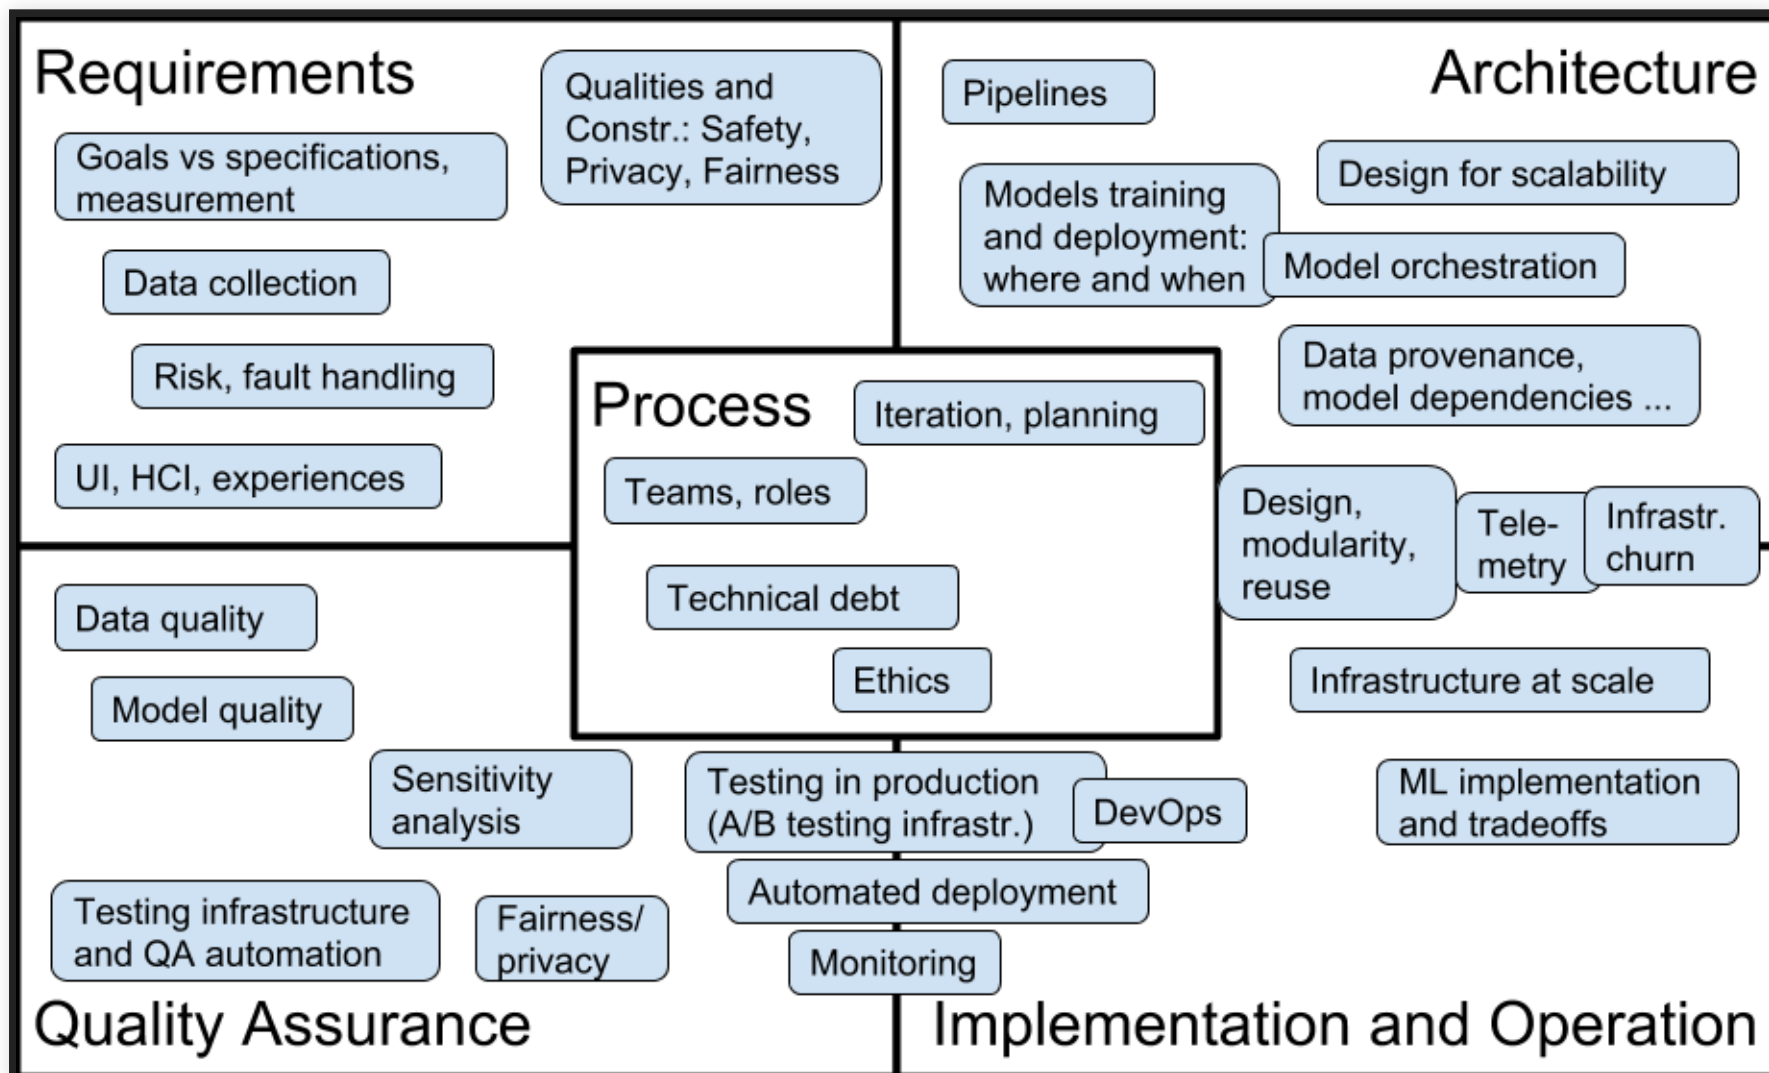 Requirements
Qualities and
Constr.: Safety,
Privacy, Fairness
Goals vs specifications,
measurement
Data collection
Risk, fault handling
UI, HCI, experiences
Architecture
Pipelines
Design for scalability
Models training
and deployment:
where and when
Model orchestration
Data provenance,
model dependencies ...
Process
Iteration, planning
Teams, roles
Technical debt
Ethics
Design,
modularity,
reuse
Tele-
metry
Infrastr.
churn
Data quality
Model quality
Sensitivity
analysis
Testing infrastructure
and QA automation
Fairness/
privacy
Quality Assurance
Testing in production
(A/B testing infrastr.)
DevOps
Automated deployment
Monitoring
Infrastructure at scale
ML implementation
and tradeoffs
Implementation and Operation